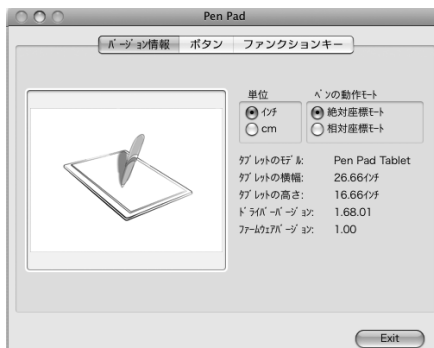 Pen Pad
ﾊﾞｰｼﾞｮﾝ情報 ボタン ファンクションキー
単位
ｲﾝﾁ
cm
ﾍﾟﾝの動作ﾓｰﾄﾞ
絶対座標ﾓｰﾄﾞ
相対座標ﾓｰﾄﾞ
ﾀﾌﾞﾚｯﾄのﾓﾃﾞﾙ: Pen Pad Tablet
ﾀﾌﾞﾚｯﾄの横幅: 26.66ｲﾝﾁ
ﾀﾌﾞﾚｯﾄの高さ: 16.66ｲﾝﾁ
ﾄﾞﾗｲﾊﾞｰﾊﾞｰｼﾞｮﾝ: 1.68.01
ﾌｧｰﾑｳｪｱﾊﾞｰｼﾞｮﾝ: 1.00
Exit